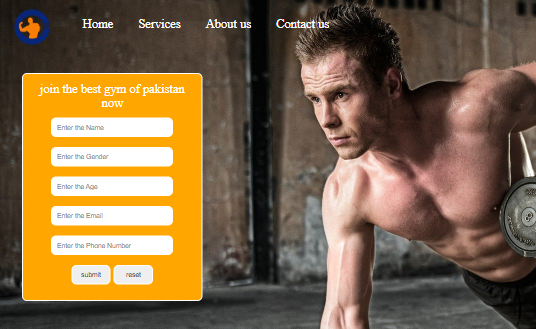 Home Services About us Contact us
join the best gym of pakistan
now
Enter the Name
Enter the Gender
Enter the Age
Enter the Email
Enter the Phone Number
submit reset